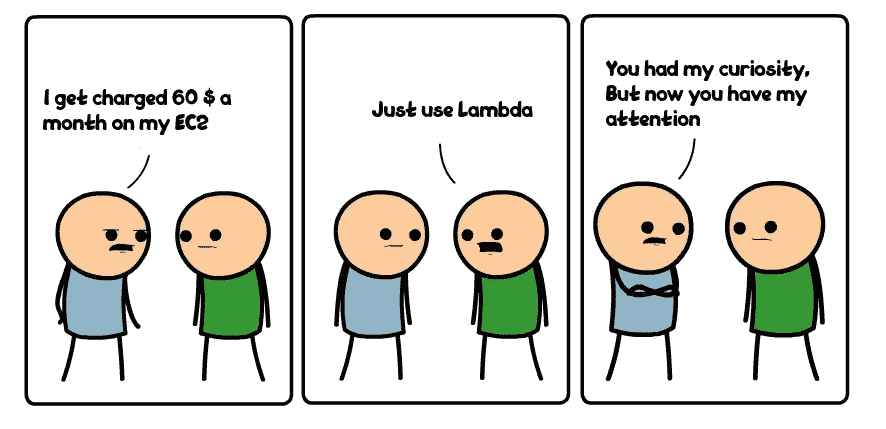 I get charged 60 $ a
month on my EC2
Just use Lambda
You had my curiosity,
But now you have my
attention